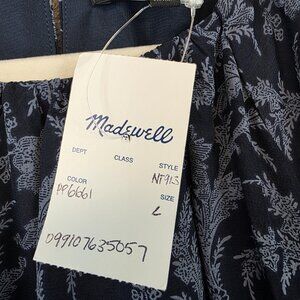 Madewell
DEPT CLASS STYLE
NT913
COLOR SIZE
PP6661 L
099107635057